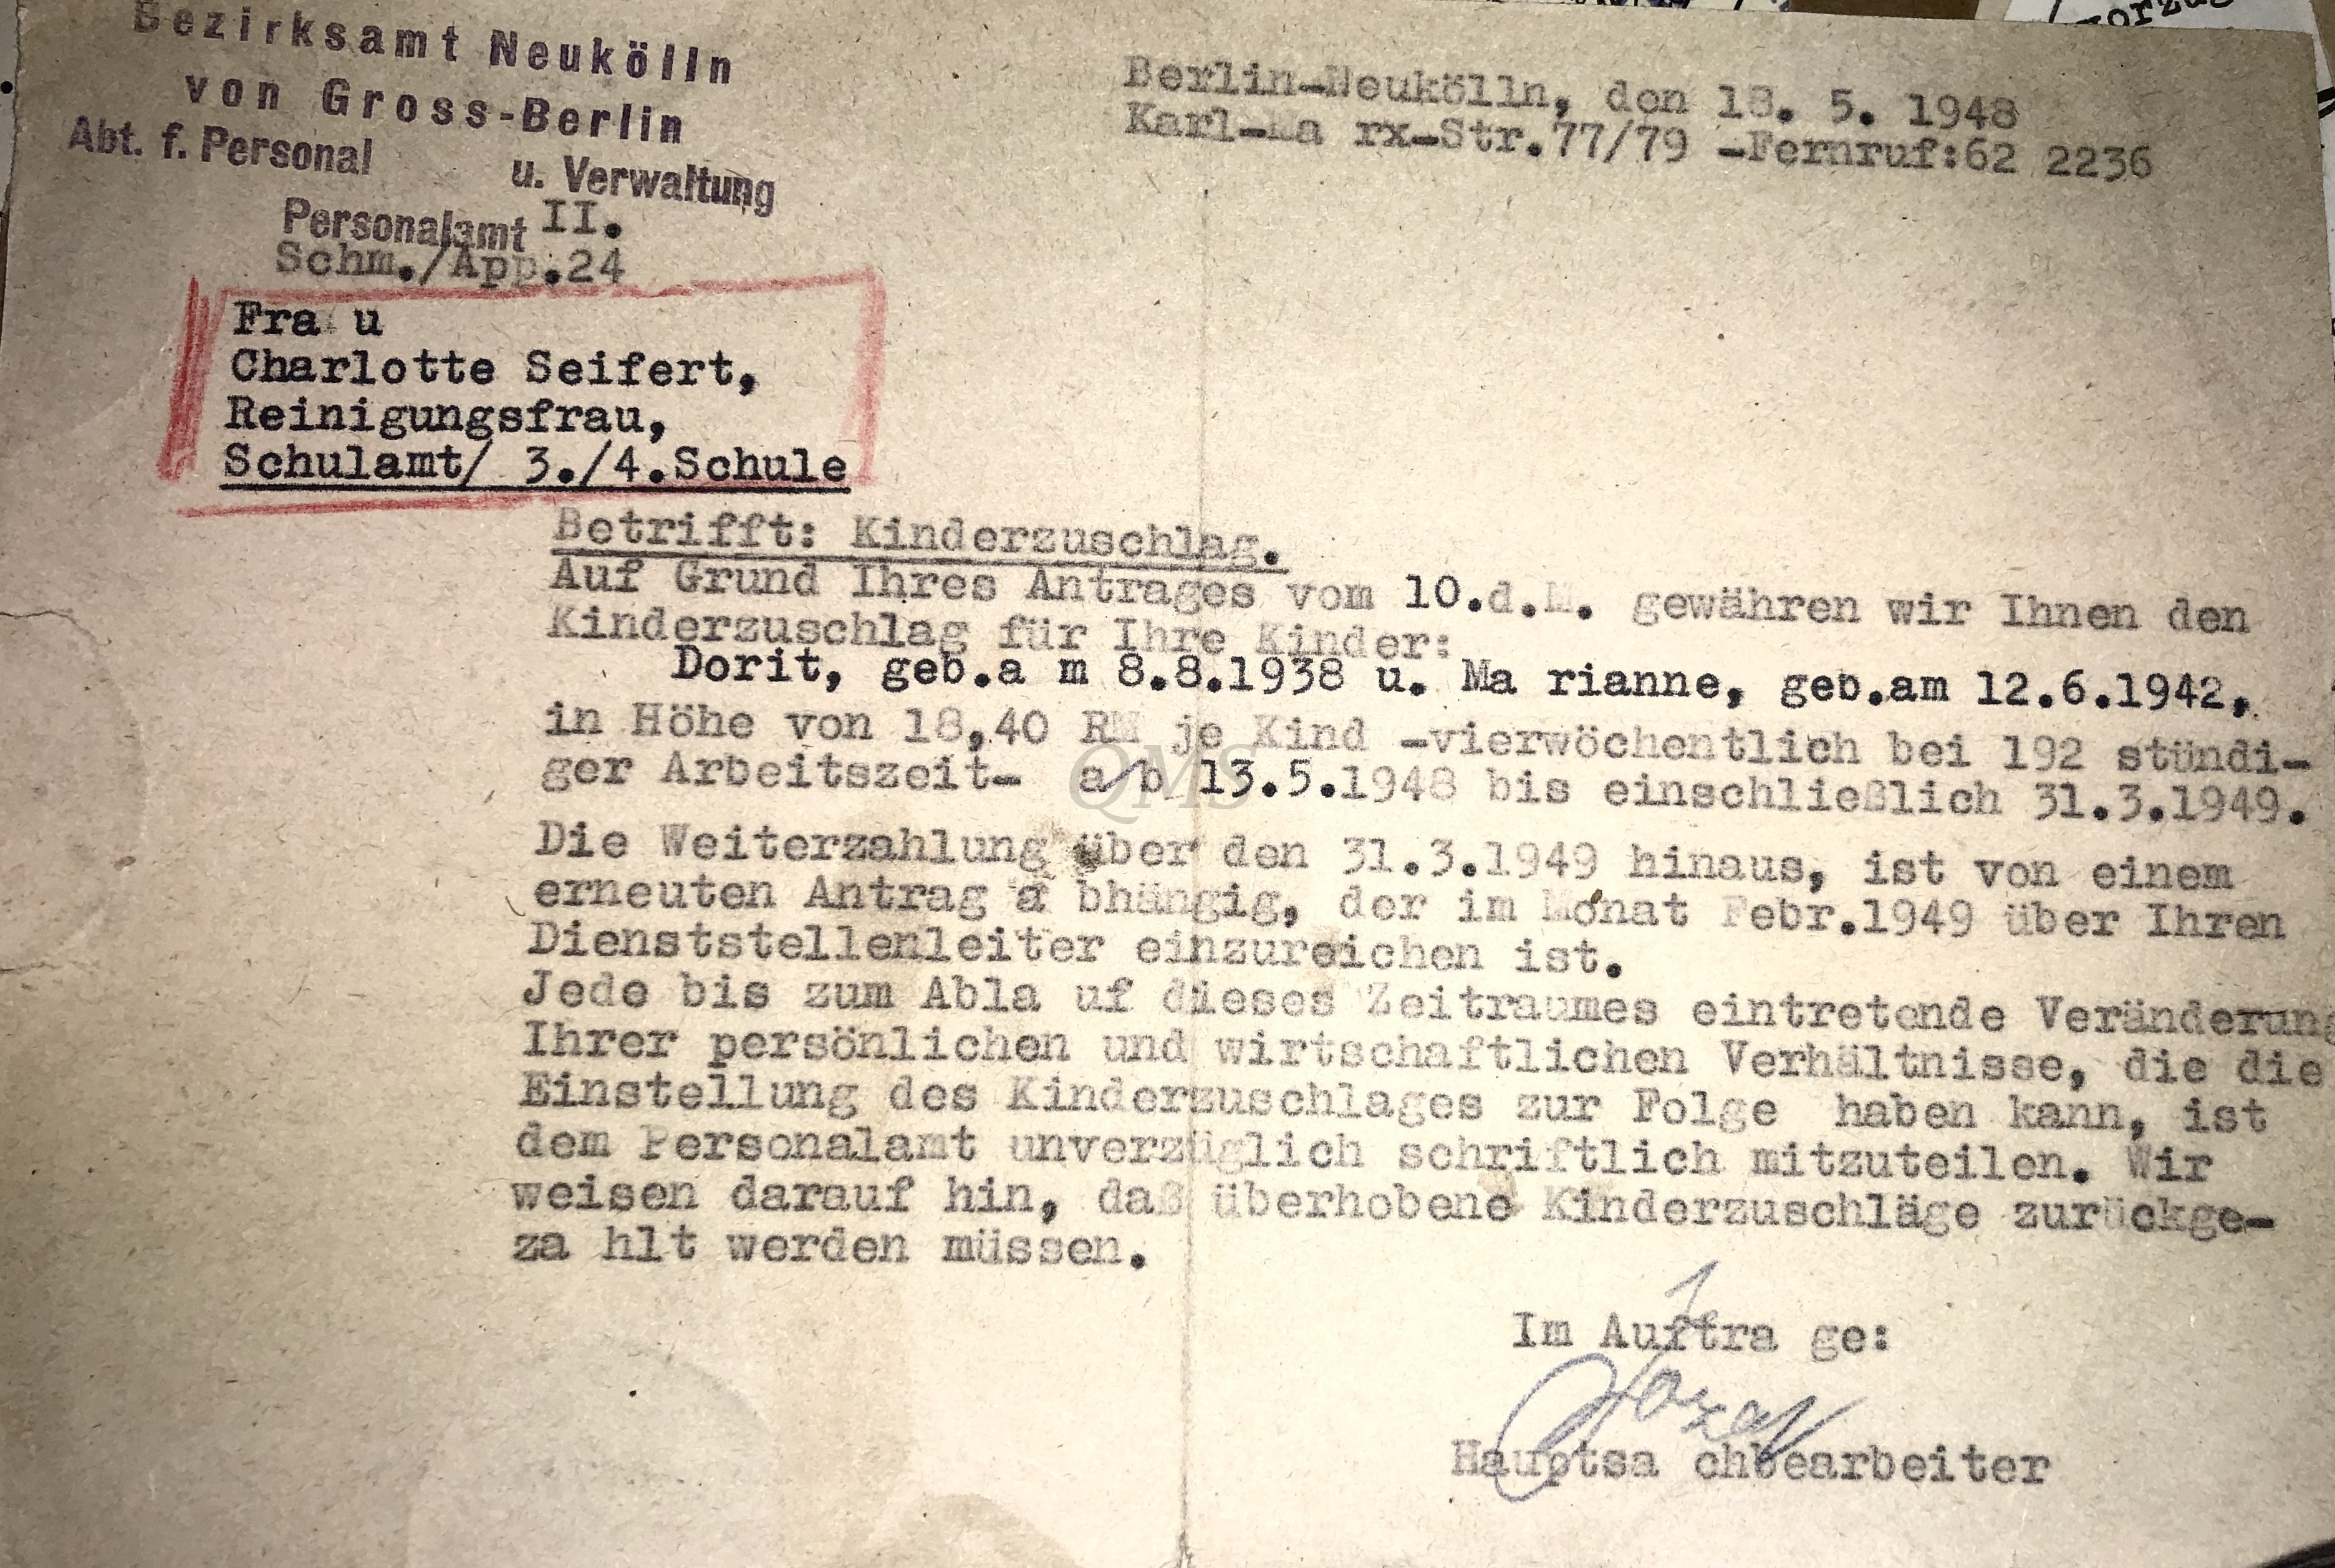 Bezirksamt Neukölln
von Gross-Berlin
Abt. f. Personal u. Verwaltung
Personalamt II.
Schm./App.24
Berlin-Neukölln, den 18. 5. 1948
Karl-Ma rx-Str.77/79 -Fernruf:62 2236
Fra u
Charlotte Seifert,
Reinigungsfrau,
Schulamt/ 3./4.Schule
Betrifft: Kinderzuschlag.
Auf Grund Ihres Antrages vom 10.d.M. gewähren wir Ihnen den
Kinderzuschlag für Ihre Kinder:
Dorit, geb.a m 8.8.1938 u. Ma rianne, geb.am 12.6.1942,
in Höhe von 18,40 RM je Kind -vierwöchentlich bei 192 stündi-
ger Arbeitszeit- a b 13.5.1948 bis einschließlich 31.3.1949.
QMS
Die Weiterzahlung über den 31.3.1949 hinaus, ist von einem
erneuten Antrag a bhängig, der im Monat Febr.1949 über Ihren
Dienststellenleiter einzureichen ist.
Jede bis zum Abla uf dieses Zeitraumes eintretende Veränderung
Ihrer persönlichen und wirtschaftlichen Verhältnisse, die die
Einstellung des Kinderzuschlages zur Folge haben kann, ist
dem Personalamt unverzüglich schriftlich mitzuteilen. Wir
weisen darauf hin, daß überhobene Kinderzuschläge zurückge-
za hlt werden müssen.
Im Auftra ge:
Hauptsa chbearbeiter